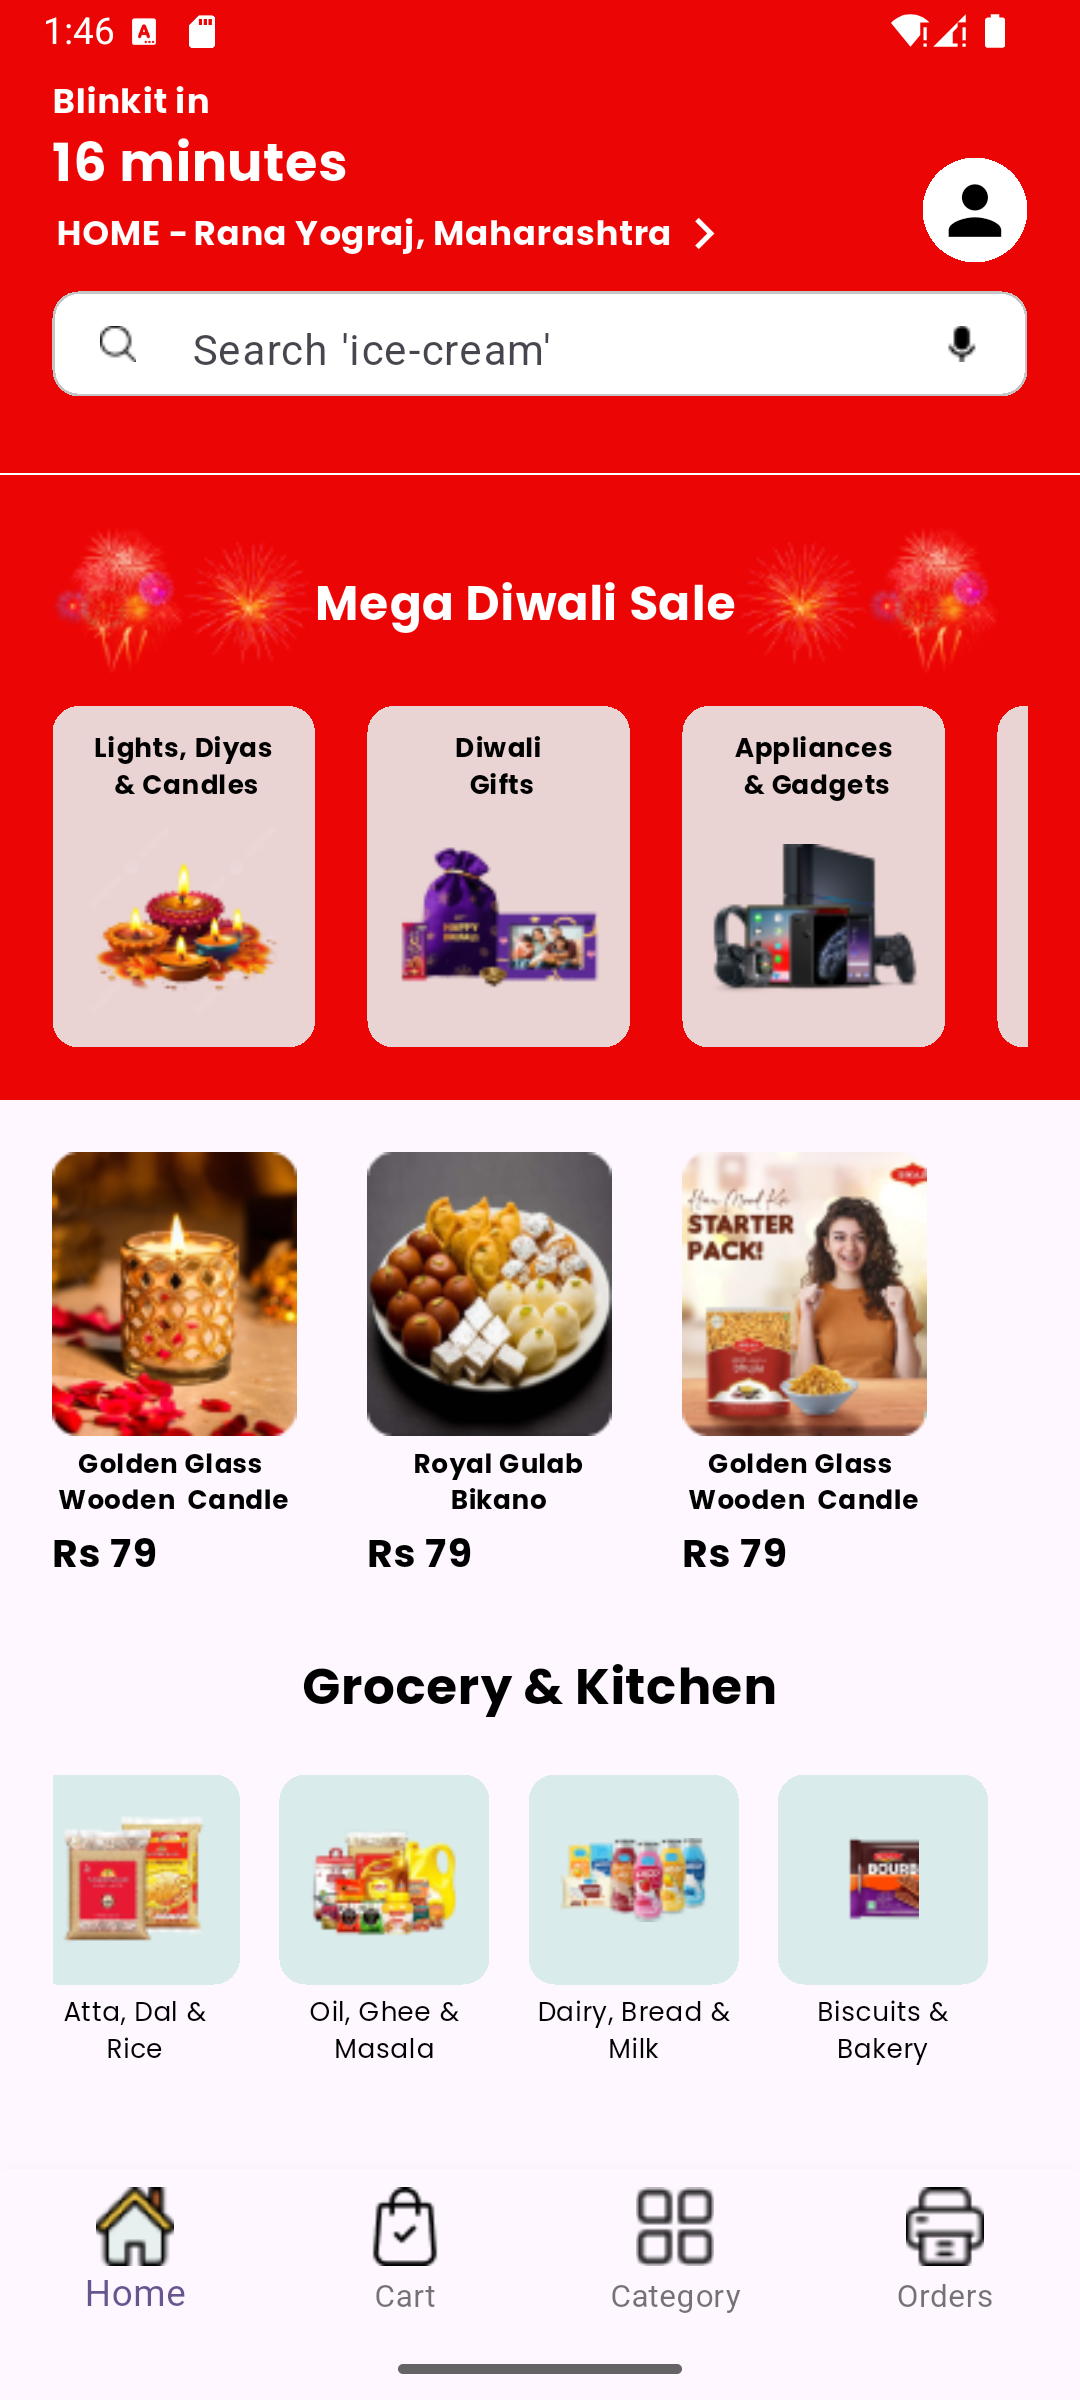 1:46
Blinkit in
16 minutes
HOME - Rana Yograj, Maharashtra
Search 'ice-cream'
Mega Diwali Sale
Lights, Diyas
& Candles
Diwali
Gifts
Appliances
& Gadgets
HAPPY
STARTER
PACK!
Golden Glass
Wooden Candle
Royal Gulab
Bikano
Golden Glass
Wooden Candle
Rs 79
Rs 79
Rs 79
Grocery & Kitchen
BOURB
Atta, Dal &
Rice
Oil, Ghee &
Masala
Dairy, Bread &
Milk
Biscuits &
Bakery
Home
Cart
Category
Orders